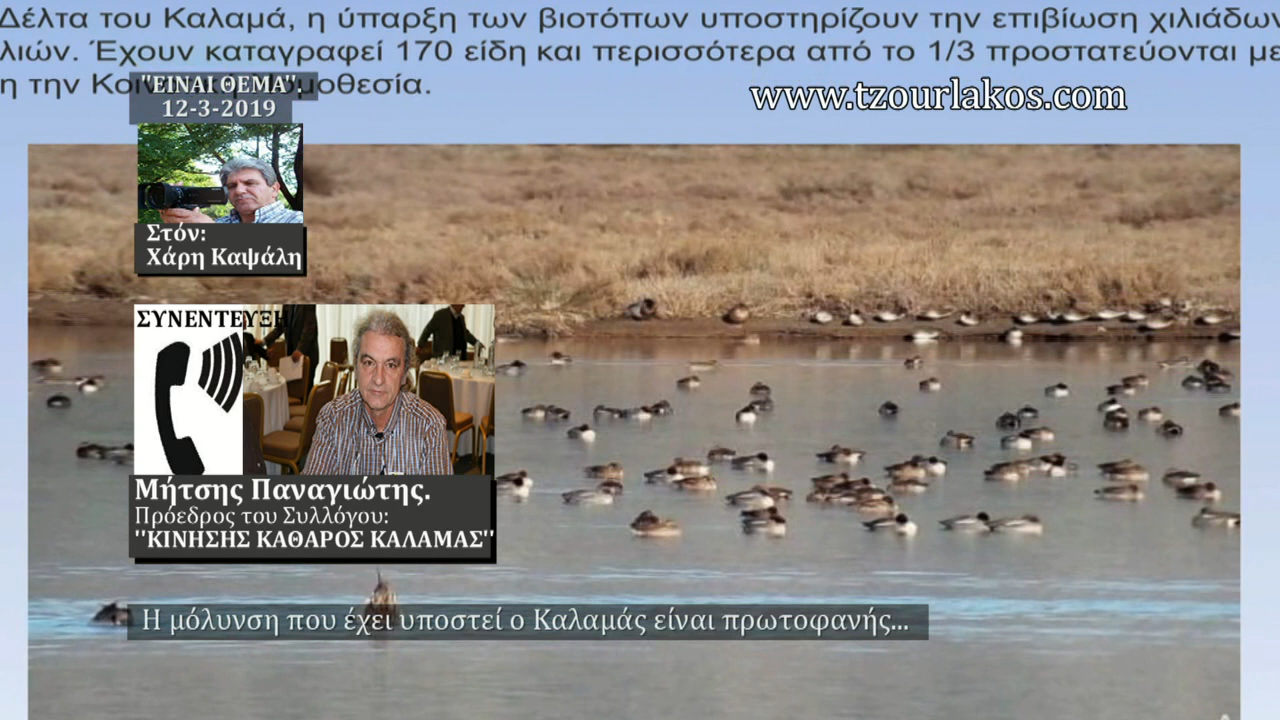 Δέλτα του Καλαμά, η ύπαρξη των βιοτόπων υποστηρίζουν την επιβίωση χιλιάδων
λιών. Έχουν καταγραφεί 170 είδη και περισσότερα από το 1/3 προστατεύονται με
η την νομοθεσία.
"ΕΙΝΑΙ ΘΕΜΑ".
12-3-2019
www.tzourlakos.com
Στόν:
Χάρη Καψάλη
ΣΥΝΕΝΤΕΥΞΗ
Μήτσης Παναγιώτης.
Πρόεδρος του Συλλόγου:
''ΚΙΝΗΣΗΣ ΚΑΘΑΡΟΣ ΚΑΛΑΜΑΣ''
Η μόλυνση που έχει υποστεί ο Καλαμάς είναι πρωτοφανής...